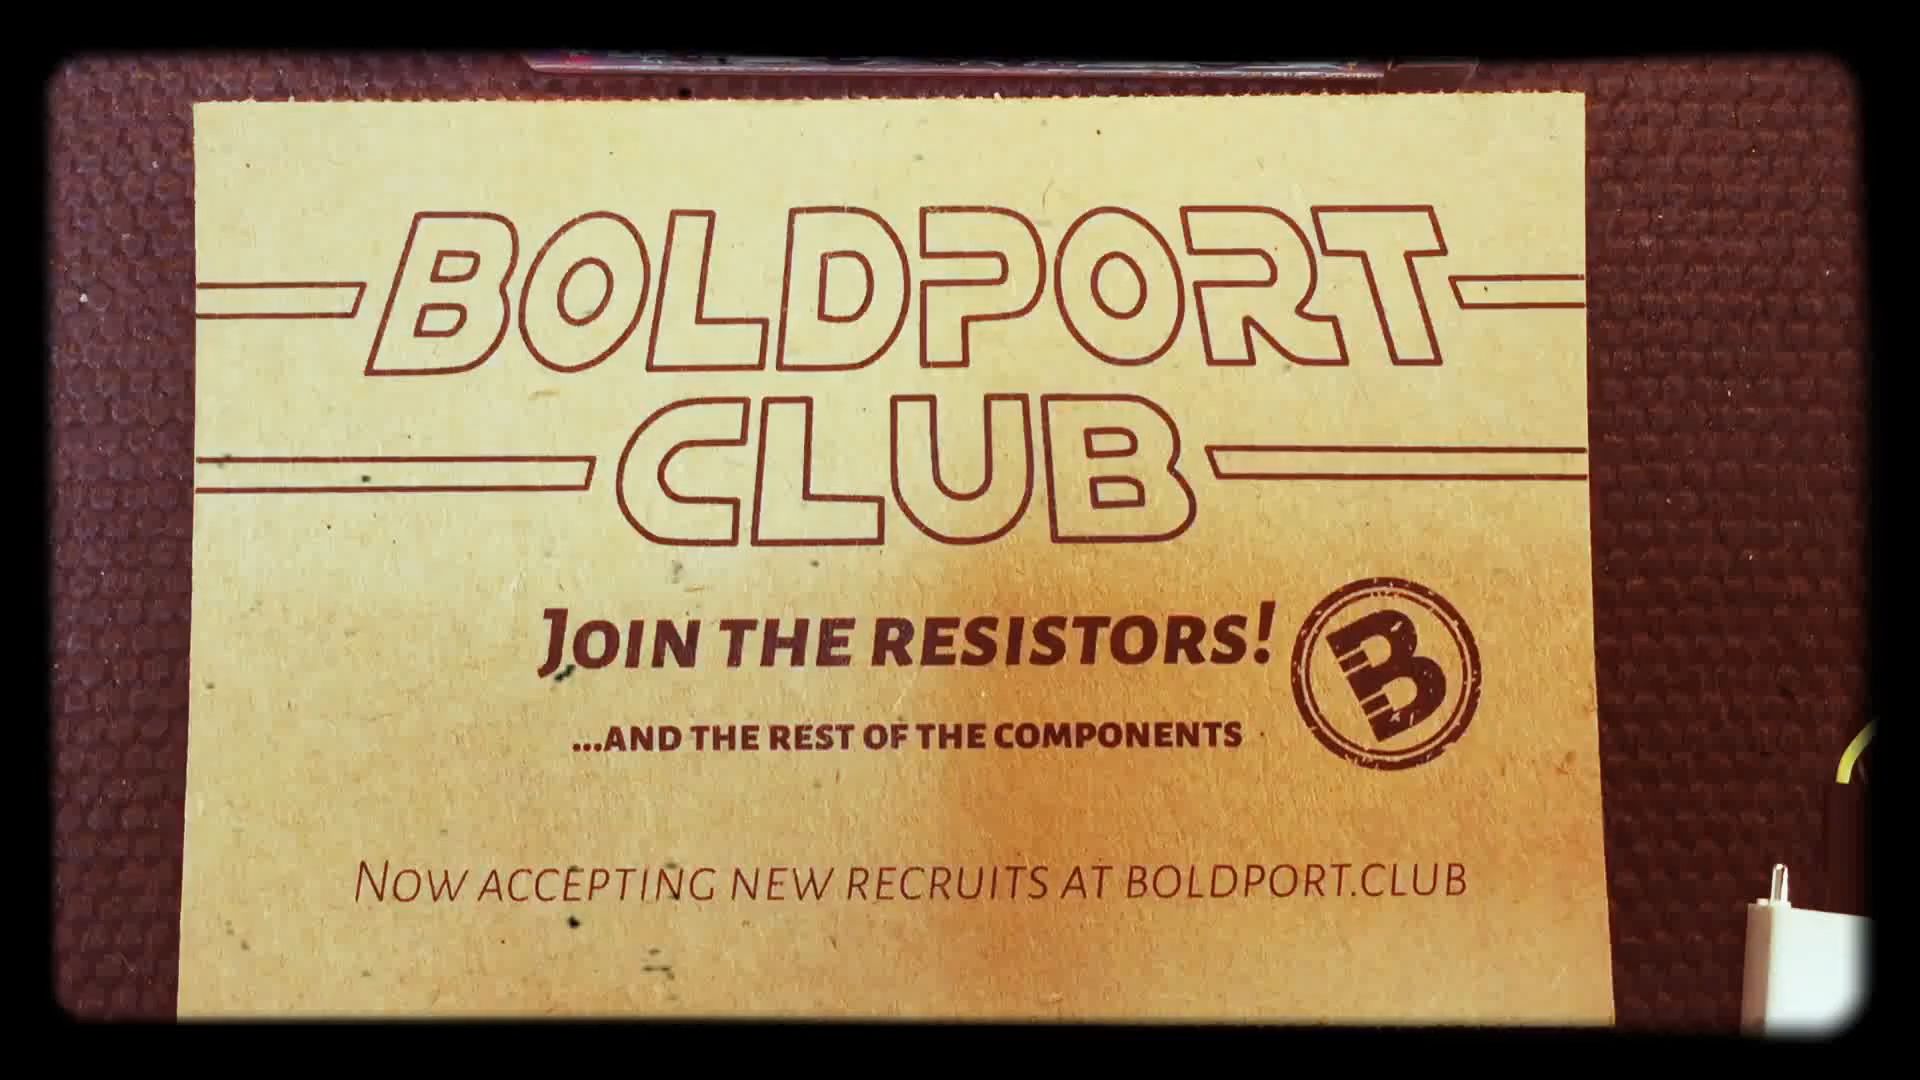 BOLDPORT
CLUB
JOIN THE RESISTORS!
B
...AND THE REST OF THE COMPONENTS
NOW ACCEPTING NEW RECRUITS AT BOLDPORT.CLUB